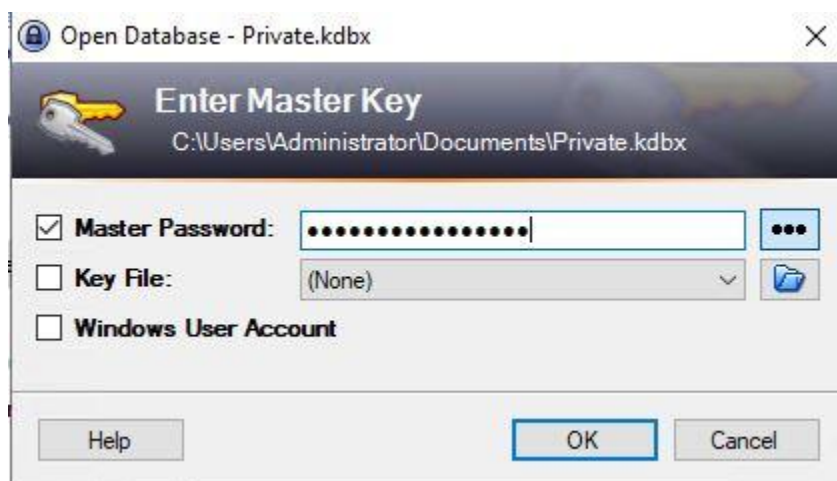 Open Database - Private.kdbx
Enter Master Key
C:\Users\Administrator\Documents\Private.kdbx
Master Password: ●●●●●●●●●●●●●●●●● ●●●
Key File: (None)
Windows User Account
Help OK Cancel